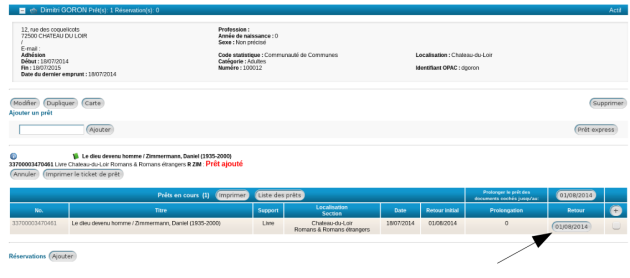 Dimitri GORON Prêt(s) 1 Réservation(s) 0 Actif
12, rue des coquelicots
72500 CHATEAU DU LOIR
/
E-mail :
Adhésion
Début : 18/07/2014
Fin : 18/07/2015
Date du dernier emprunt : 18/07/2014
Profession :
Année de naissance : 0
Sexe : Non précisé
Code statistique : Communauté de Communes
Catégorie : Adultes
Numéro : 100012
Localisation : Chateau-du-Loir
Identifiant OPAC : dgoron
Modifier Dupliquer Carte Supprimer
Ajouter un prêt
Ajouter Prêt express
Le dieu devenu homme / Zimmermann, Daniel (1935-2000)
33700003470461 Livre Chateau-du-Loir Romans & Romans étrangers R ZIM : Prêt ajouté
Annuler Imprimer le ticket de prêt
Prêts en cours (1) Imprimer Liste des prêts Prolonger le prêt des documents cochés jusqu'au: 01/08/2014
No. Titre Support Localisation Section Date Retour initial Prolongation Retour +
33700003470461 Le dieu devenu homme / Zimmermann, Daniel (1935-2000) Livre Chateau-du-Loir Romans & Romans étrangers 18/07/2014 01/08/2014 0 01/08/2014
Réservations Ajouter